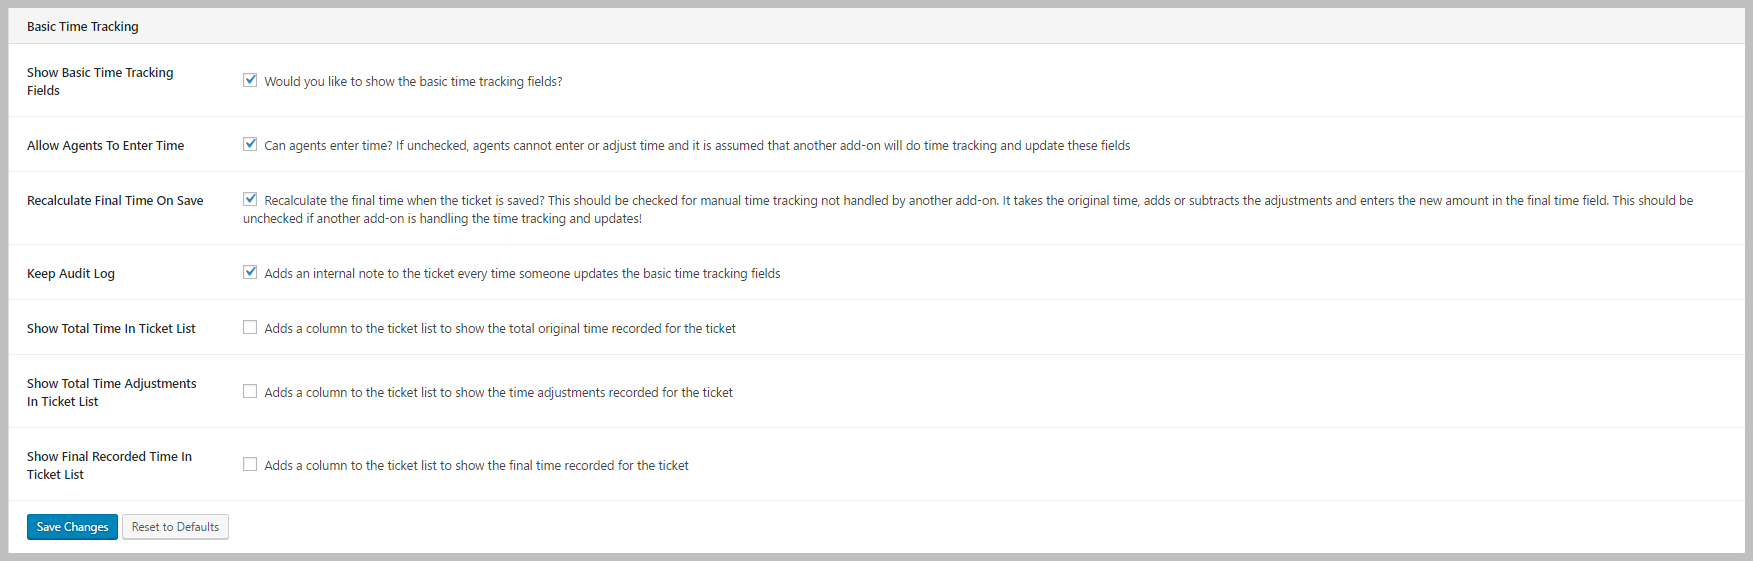 Basic Time Tracking
Show Basic Time Tracking
Fields
Would you like to show the basic time tracking fields?
Allow Agents To Enter Time
Can agents enter time? If unchecked, agents cannot enter or adjust time and it is assumed that another add-on will do time tracking and update these fields
Recalculate Final Time On Save
Recalculate the final time when the ticket is saved? This should be checked for manual time tracking not handled by another add-on. It takes the original time, adds or subtracts the adjustments and enters the new amount in the final time field. This should be
unchecked if another add-on is handling the time tracking and updates!
Keep Audit Log
Adds an internal note to the ticket every time someone updates the basic time tracking fields
Show Total Time In Ticket List
Adds a column to the ticket list to show the total original time recorded for the ticket
Show Total Time Adjustments
In Ticket List
Adds a column to the ticket list to show the time adjustments recorded for the ticket
Show Final Recorded Time In
Ticket List
Adds a column to the ticket list to show the final time recorded for the ticket
Save Changes
Reset to Defaults